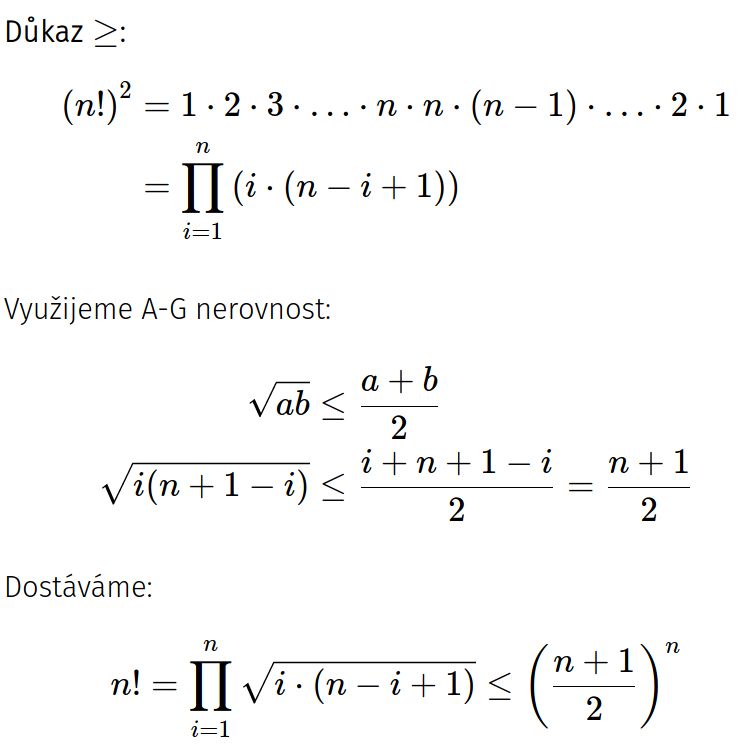 Důkaz ≥:
(n!)² = 1 · 2 · 3 · … · n · n · (n − 1) · … · 2 · 1
= ∏_{i=1}^{n} (i · (n − i + 1))
Využijeme A-G nerovnost:
√(ab) ≤ (a + b)/2
√(i(n + 1 − i)) ≤ (i + n + 1 − i)/2 = (n + 1)/2
Dostáváme:
n! = ∏_{i=1}^{n} √(i · (n − i + 1)) ≤ ((n + 1)/2)ⁿ